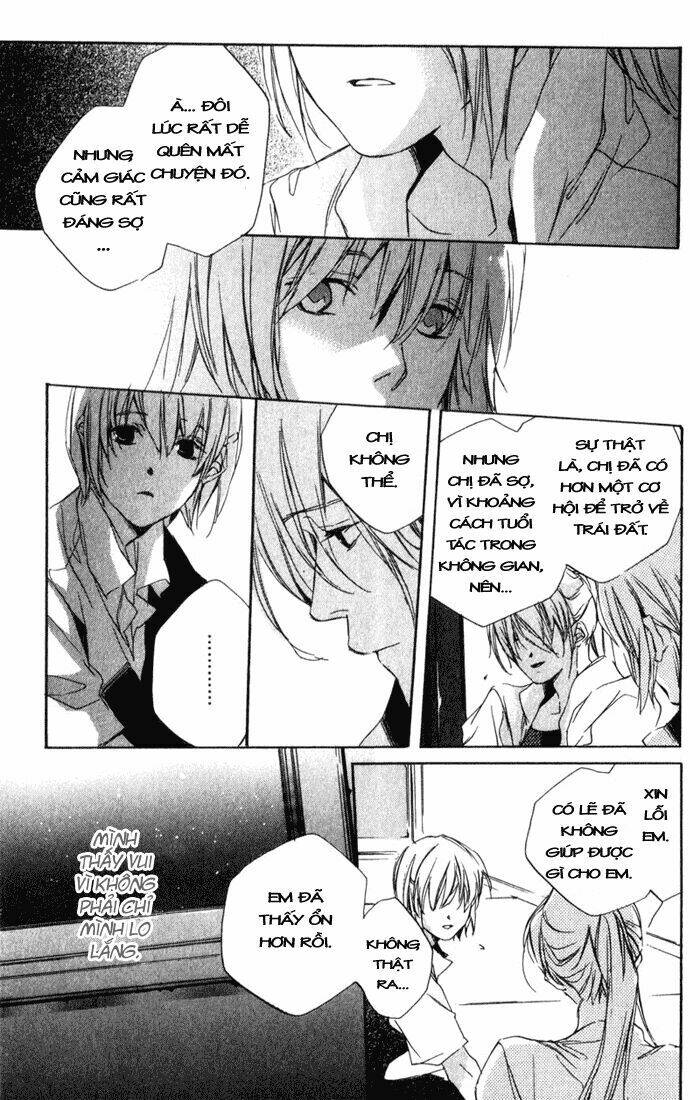 À... ĐÔI
LÚC RẤT DỄ
QUÊN MẤT
CHUYỆN ĐÓ.
NHƯNG,
CẢM GIÁC
CŨNG RẤT
ĐÁNG SỢ
...
SỰ THẬT
LÀ, CHỊ ĐÃ CÓ
HƠN MỘT CƠ
HỘI ĐỂ TRỞ VỀ
TRÁI ĐẤT.
NHƯNG
CHỊ ĐÃ SỢ,
VÌ KHOẢNG
CÁCH TUỔI
TÁC TRONG
KHÔNG GIAN,
NÊN...
CHỊ
KHÔNG
THỂ.
.........
XIN
LỖI
EM.
CÓ LẼ ĐÃ
KHÔNG
GIÚP ĐƯỢC
GÌ CHO EM.
KHÔNG,
THẬT
RA...
EM ĐÃ
THẤY ỔN
HƠN RỒI.
MÌNH
THẤY VUI
VÌ KHÔNG
PHẢI CHỈ
MÌNH LO
LẮNG.